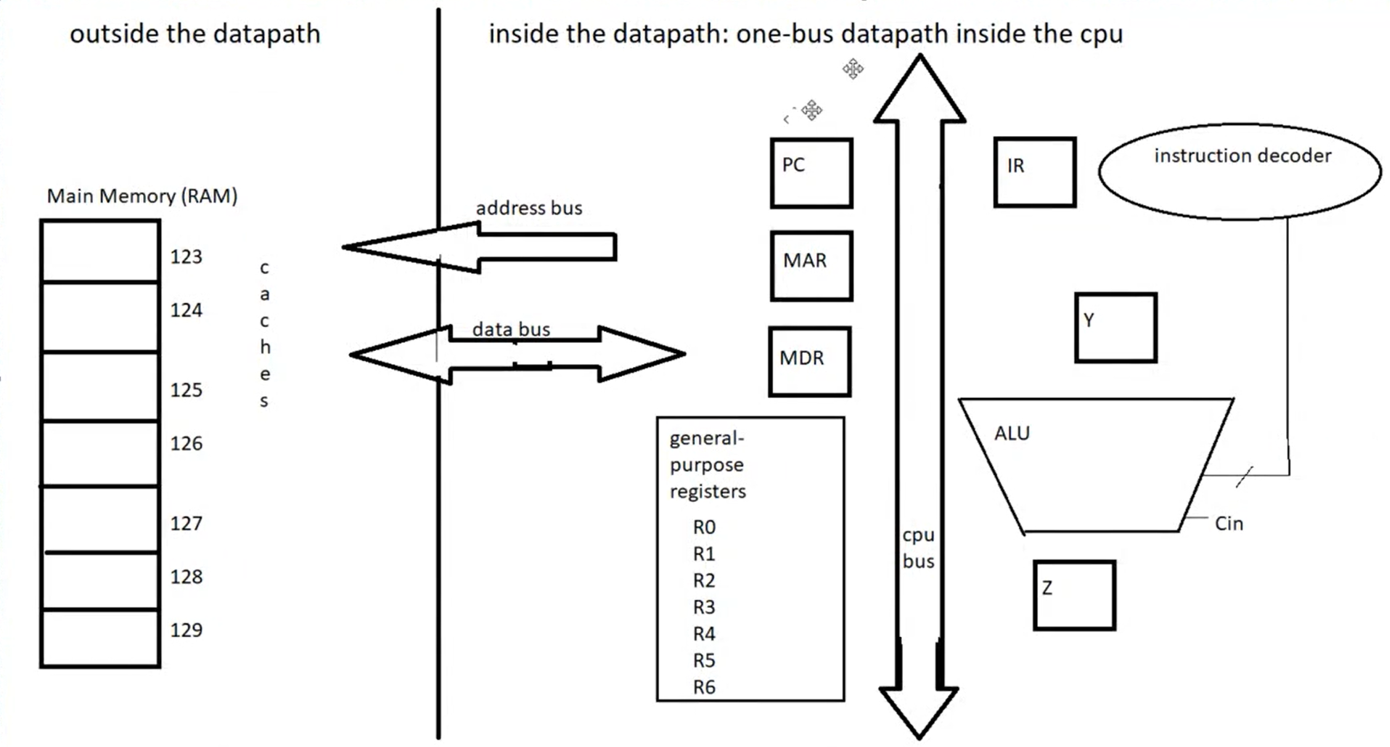 outside the datapath
inside the datapath: one-bus datapath inside the cpu
Main Memory (RAM)
123
124
125
126
127
128
129
c
a
c
h
e
s
address bus
data bus
PC
MAR
MDR
general-
purpose
registers
R0
R1
R2
R3
R4
R5
R6
cpu
bus
IR
instruction decoder
Y
ALU
Cin
Z